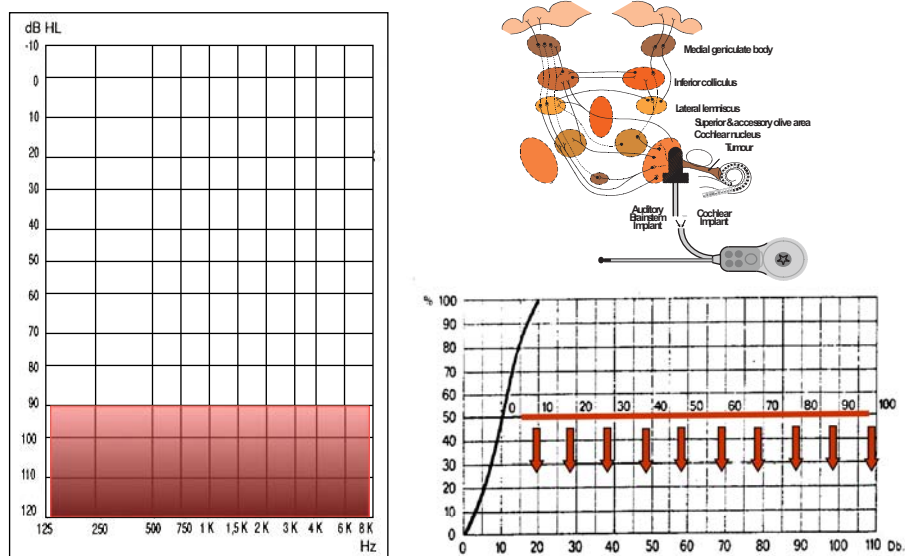 dB HL
-10
0
10
20
30
40
50
60
70
80
90
100
110
120
125 250 500 750 1 K 1,5 K 2 K 3 K 4 K 6 K 8 K
Hz
Medial geniculate body
Inferior colliculus
Lateral lemniscus
Superior & accessory olive area
Cochlear nucleus
Tumour
Auditory
Brainstem
Implant
Cochlear
Implant
% 100
90
80
70
60
50
40
30
20
10
0
0 10 20 30 40 50 60 70 80 90 100
0 10 20 30 40 50 60 70 80 90 100 110 Db.